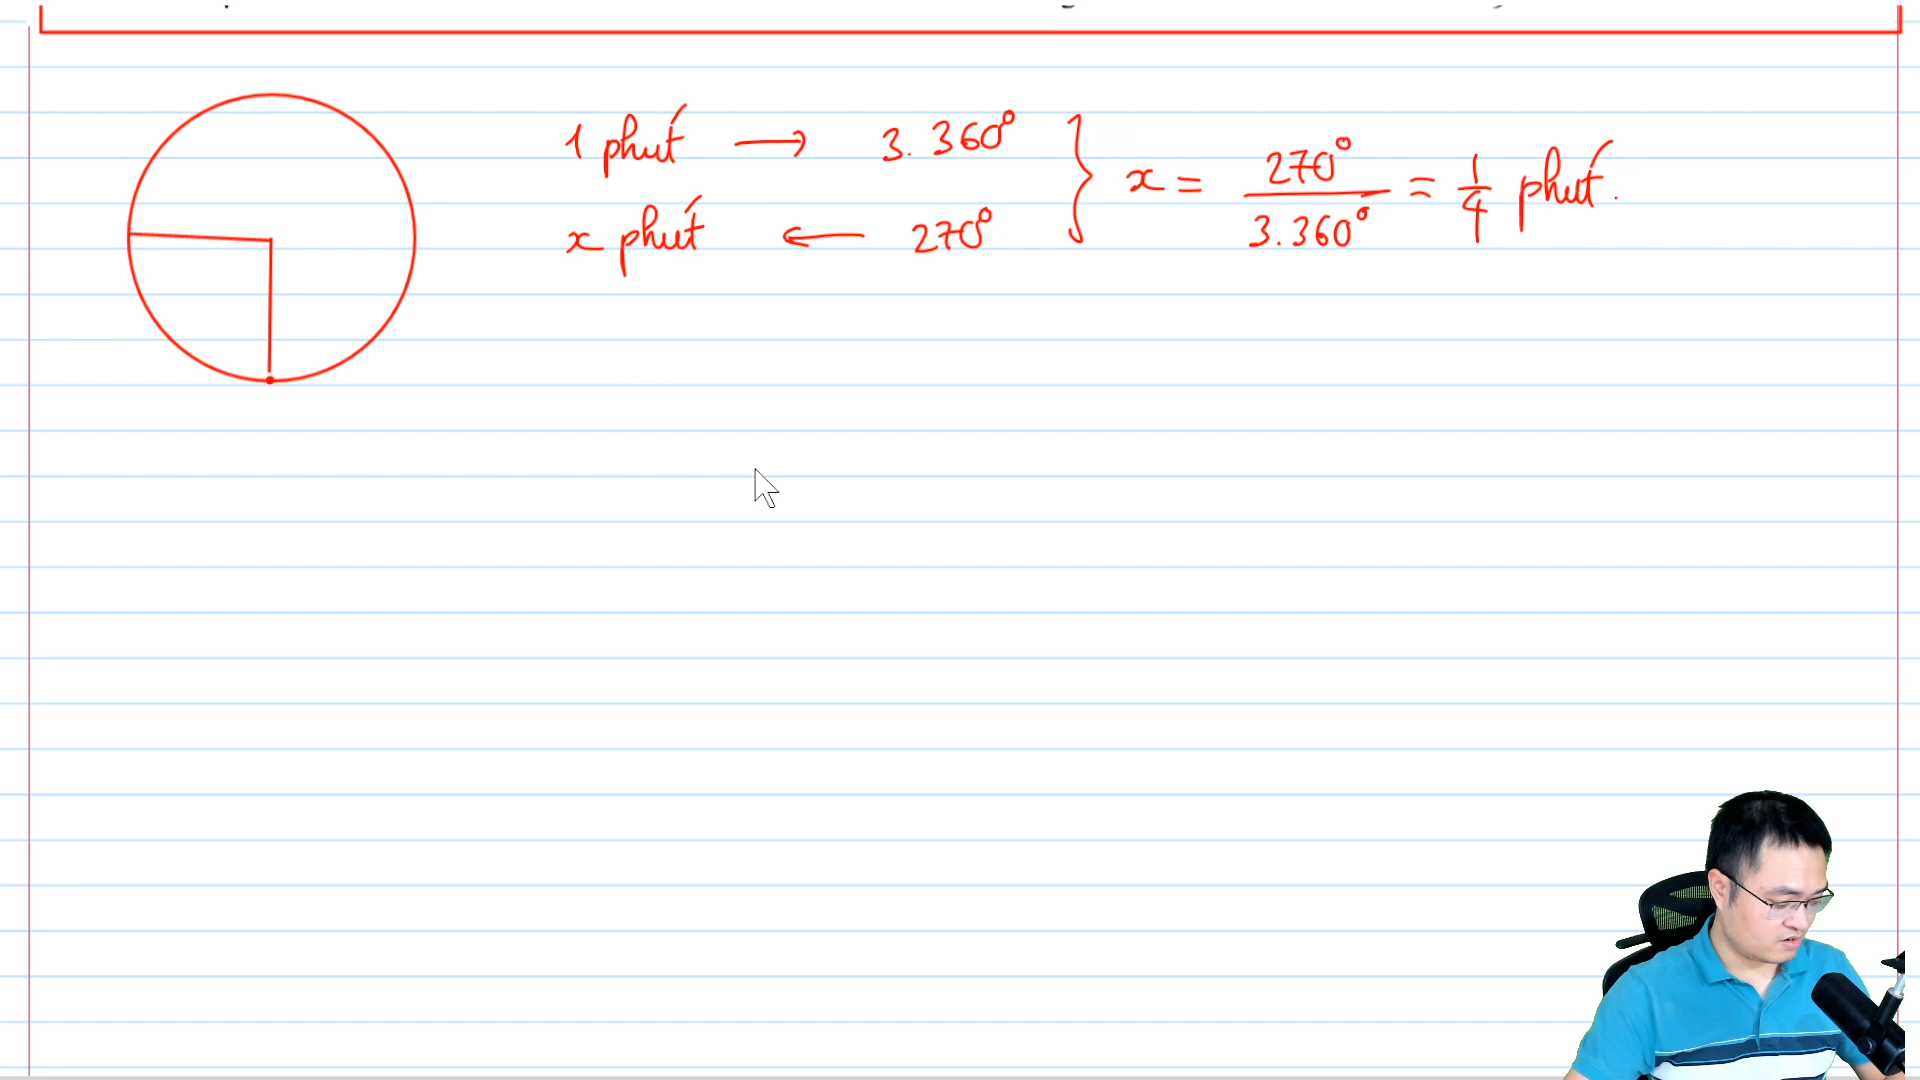 1 phút → 3.360° } x = 270° / 3.360° = 1/4 phút.
x phút ← 270°